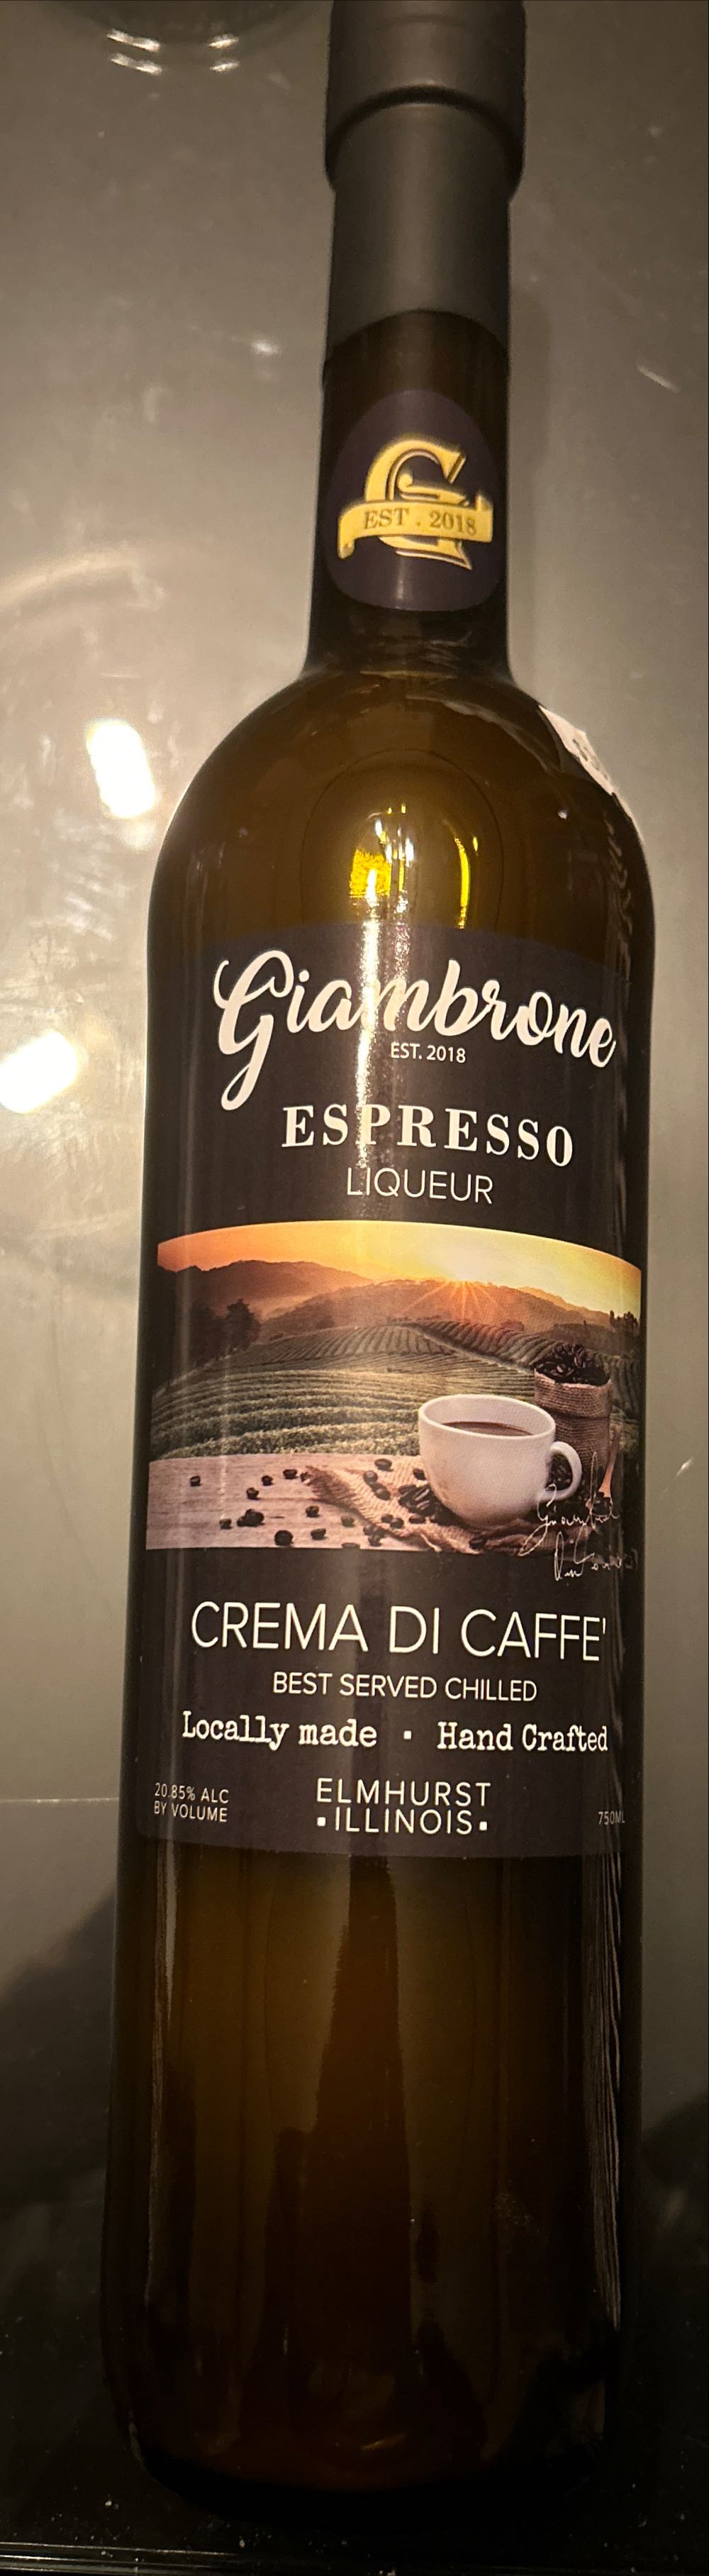 G
EST . 2018
Giambrone
EST. 2018
ESPRESSO
LIQUEUR
CREMA DI CAFFE'
BEST SERVED CHILLED
Locally made · Hand Crafted
20.85% ALC
BY VOLUME
ELMHURST
▪ILLINOIS▪
750ML